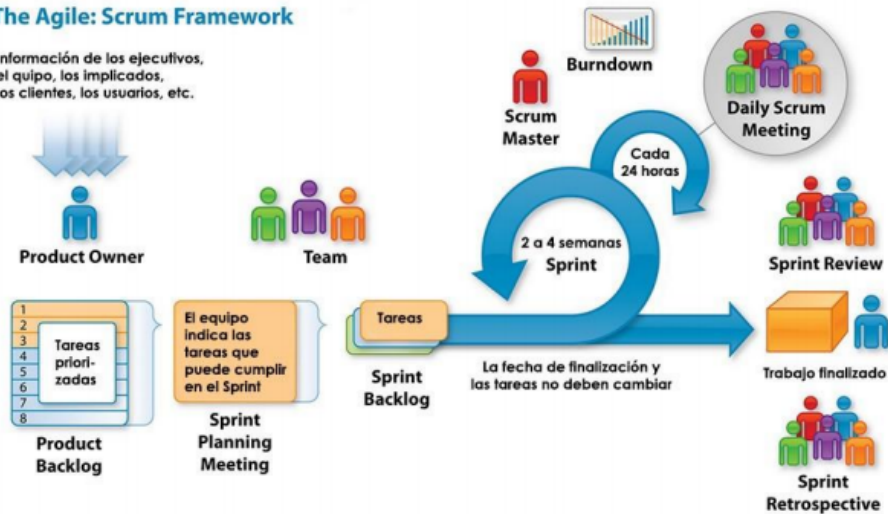 The Agile: Scrum Framework
información de los ejecutivos,
el quipo, los implicados,
los clientes, los usuarios, etc.
Product Owner
Team
Scrum
Master
Burndown
Daily Scrum
Meeting
Cada
24 horas
2 a 4 semanas
Sprint
Sprint Review
1
2
3
4
5
6
7
8
Tareas
priori-
zadas
Product
Backlog
El equipo
indica las
tareas que
puede cumplir
en el Sprint
Sprint
Planning
Meeting
Tareas
Sprint
Backlog
La fecha de finalización y
las tareas no deben cambiar
Trabajo finalizado
Sprint
Retrospective